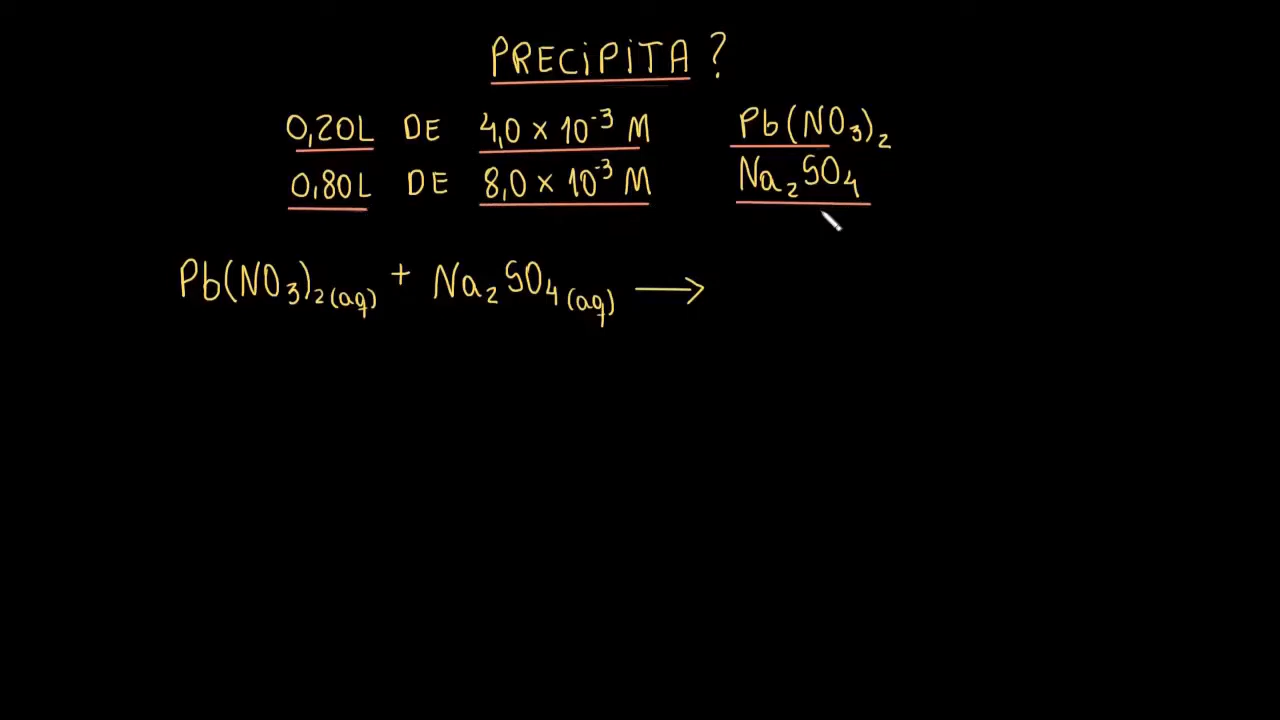 PRECIPITA ?
0,20L DE 4,0 × 10⁻³ M Pb(NO₃)₂
0,80L DE 8,0 × 10⁻³ M Na₂SO₄
Pb(NO₃)₂(aq) + Na₂SO₄(aq) →